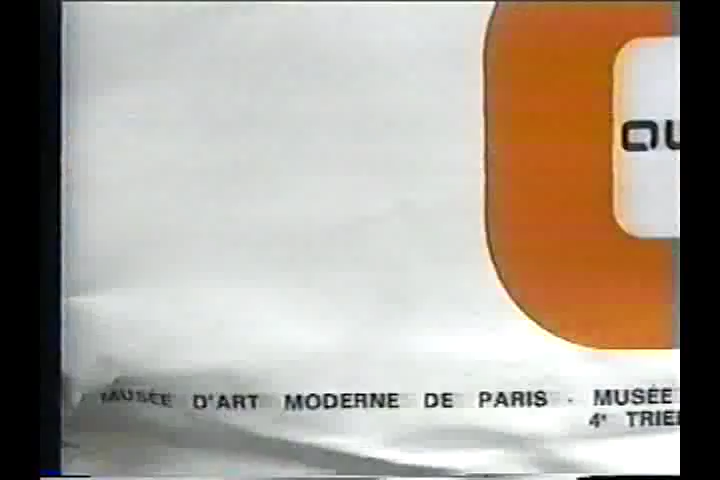 QU
MUSÉE D'ART MODERNE DE PARIS - MUSÉE
4e TRIE